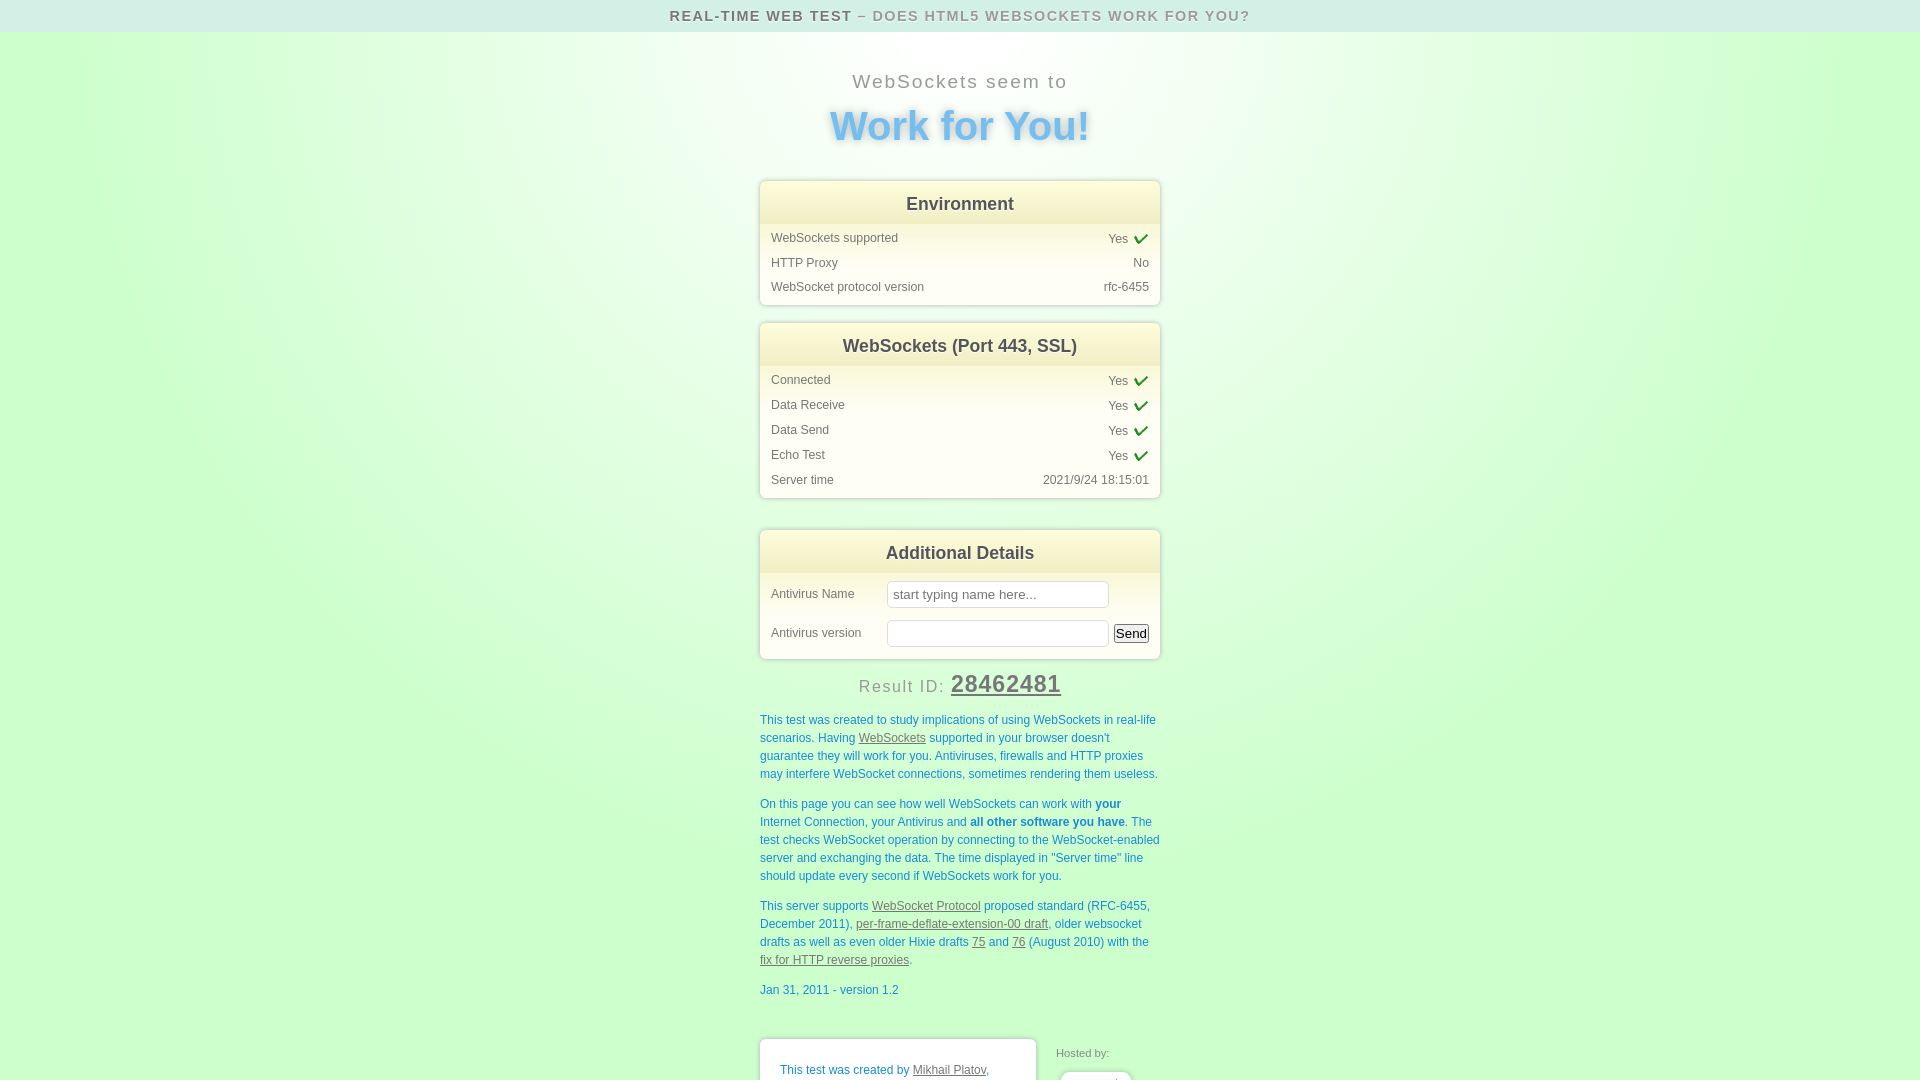 REAL-TIME WEB TEST – DOES HTML5 WEBSOCKETS WORK FOR YOU?
WebSockets seem to
Work for You!
Environment
WebSockets supported Yes ✔
HTTP Proxy No
WebSocket protocol version rfc-6455
WebSockets (Port 443, SSL)
Connected Yes ✔
Data Receive Yes ✔
Data Send Yes ✔
Echo Test Yes ✔
Server time 2021/9/24 18:15:01
Additional Details
Antivirus Name start typing name here...
Antivirus version Send
Result ID: 28462481
This test was created to study implications of using WebSockets in real-life
scenarios. Having WebSockets supported in your browser doesn't
guarantee they will work for you. Antiviruses, firewalls and HTTP proxies
may interfere WebSocket connections, sometimes rendering them useless.
On this page you can see how well WebSockets can work with your
Internet Connection, your Antivirus and all other software you have. The
test checks WebSocket operation by connecting to the WebSocket-enabled
server and exchanging the data. The time displayed in "Server time" line
should update every second if WebSockets work for you.
This server supports WebSocket Protocol proposed standard (RFC-6455,
December 2011), per-frame-deflate-extension-00 draft, older websocket
drafts as well as even older Hixie drafts 75 and 76 (August 2010) with the
fix for HTTP reverse proxies.
Jan 31, 2011 - version 1.2
Hosted by:
This test was created by Mikhail Platov,